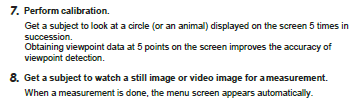 7. Perform calibration.
Get a subject to look at a circle (or an animal) displayed on the screen 5 times in
succession.
Obtaining viewpoint data at 5 points on the screen improves the accuracy of
viewpoint detection.
8. Get a subject to watch a still image or video image for a measurement.
When a measurement is done, the menu screen appears automatically.